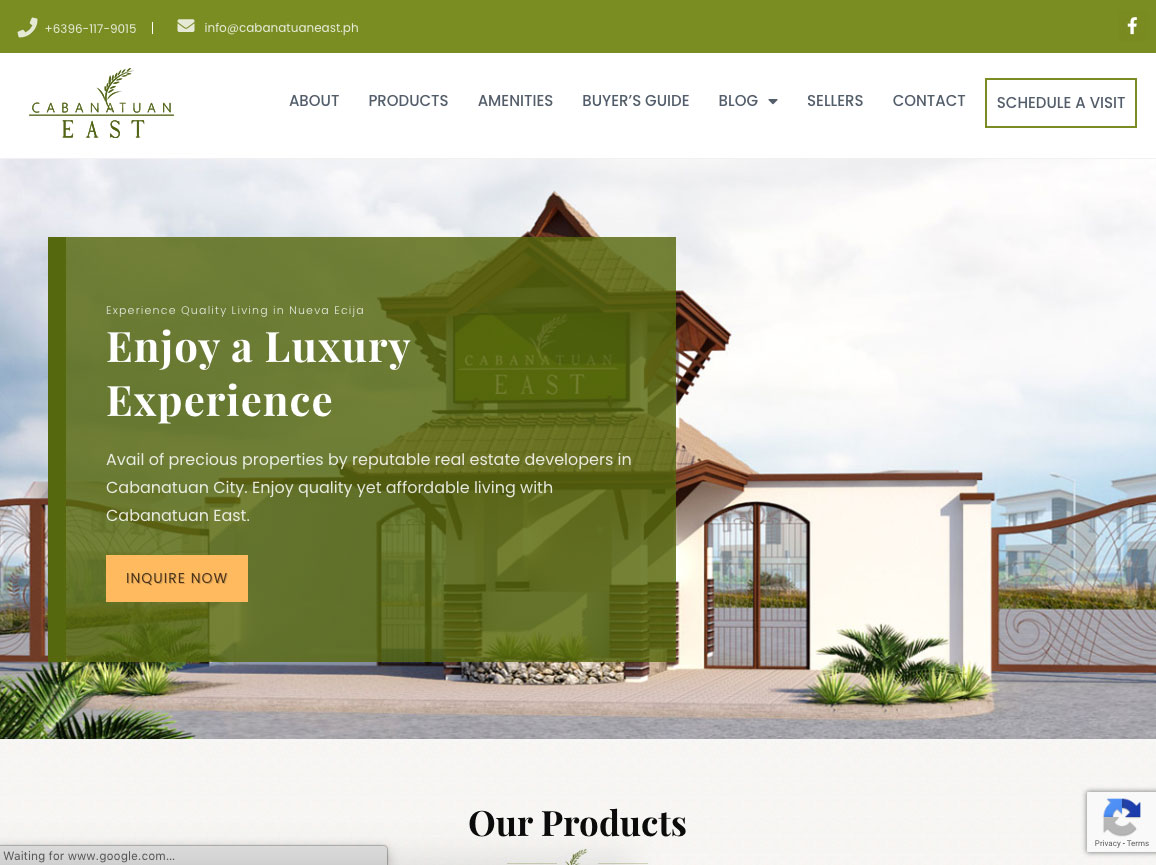 +6396-117-9015
info@cabanatuaneast.ph
CABANATUAN
EAST
ABOUT
PRODUCTS
AMENITIES
BUYER’S GUIDE
BLOG
SELLERS
CONTACT
SCHEDULE A VISIT
CABANATUAN
EAST
Experience Quality Living in Nueva Ecija
Enjoy a Luxury
Experience
Avail of precious properties by reputable real estate developers in
Cabanatuan City. Enjoy quality yet affordable living with
Cabanatuan East.
INQUIRE NOW
Our Products
Privacy - Terms
Waiting for www.google.com...